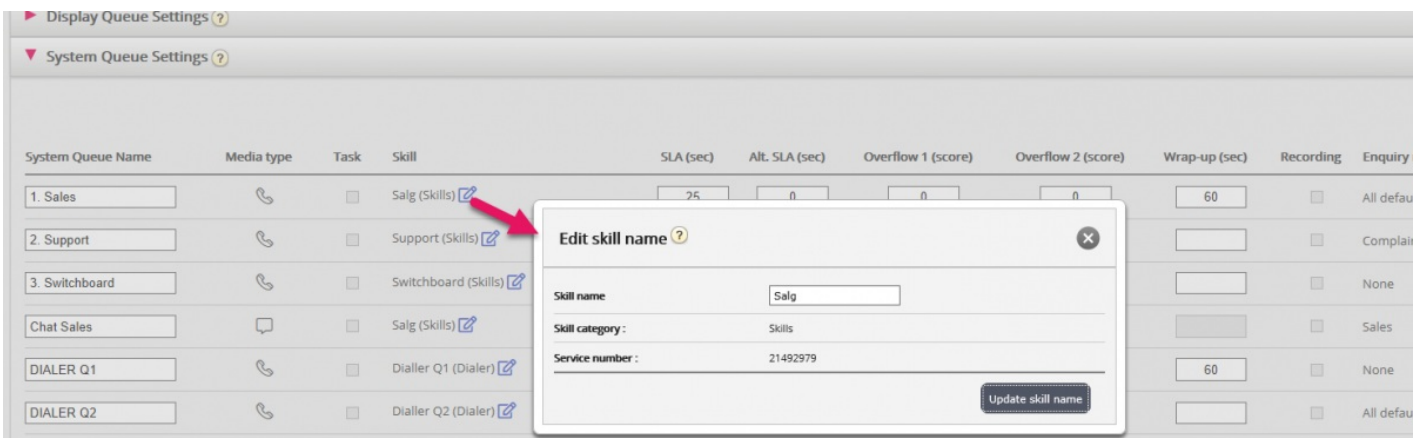 Display Queue Settings ?
System Queue Settings ?
System Queue Name Media type Task Skill SLA (sec) Alt. SLA (sec) Overflow 1 (score) Overflow 2 (score) Wrap-up (sec) Recording Enquiry
1. Sales Salg (Skills) 25 0 0 0 60 All defau
2. Support Support (Skills) Complain
3. Switchboard Switchboard (Skills) None
Chat Sales Salg (Skills) Sales
DIALER Q1 Dialler Q1 (Dialer) 60 None
DIALER Q2 Dialler Q2 (Dialer) All defau
Edit skill name ?
Skill name Salg
Skill category : Skills
Service number : 21492979
Update skill name